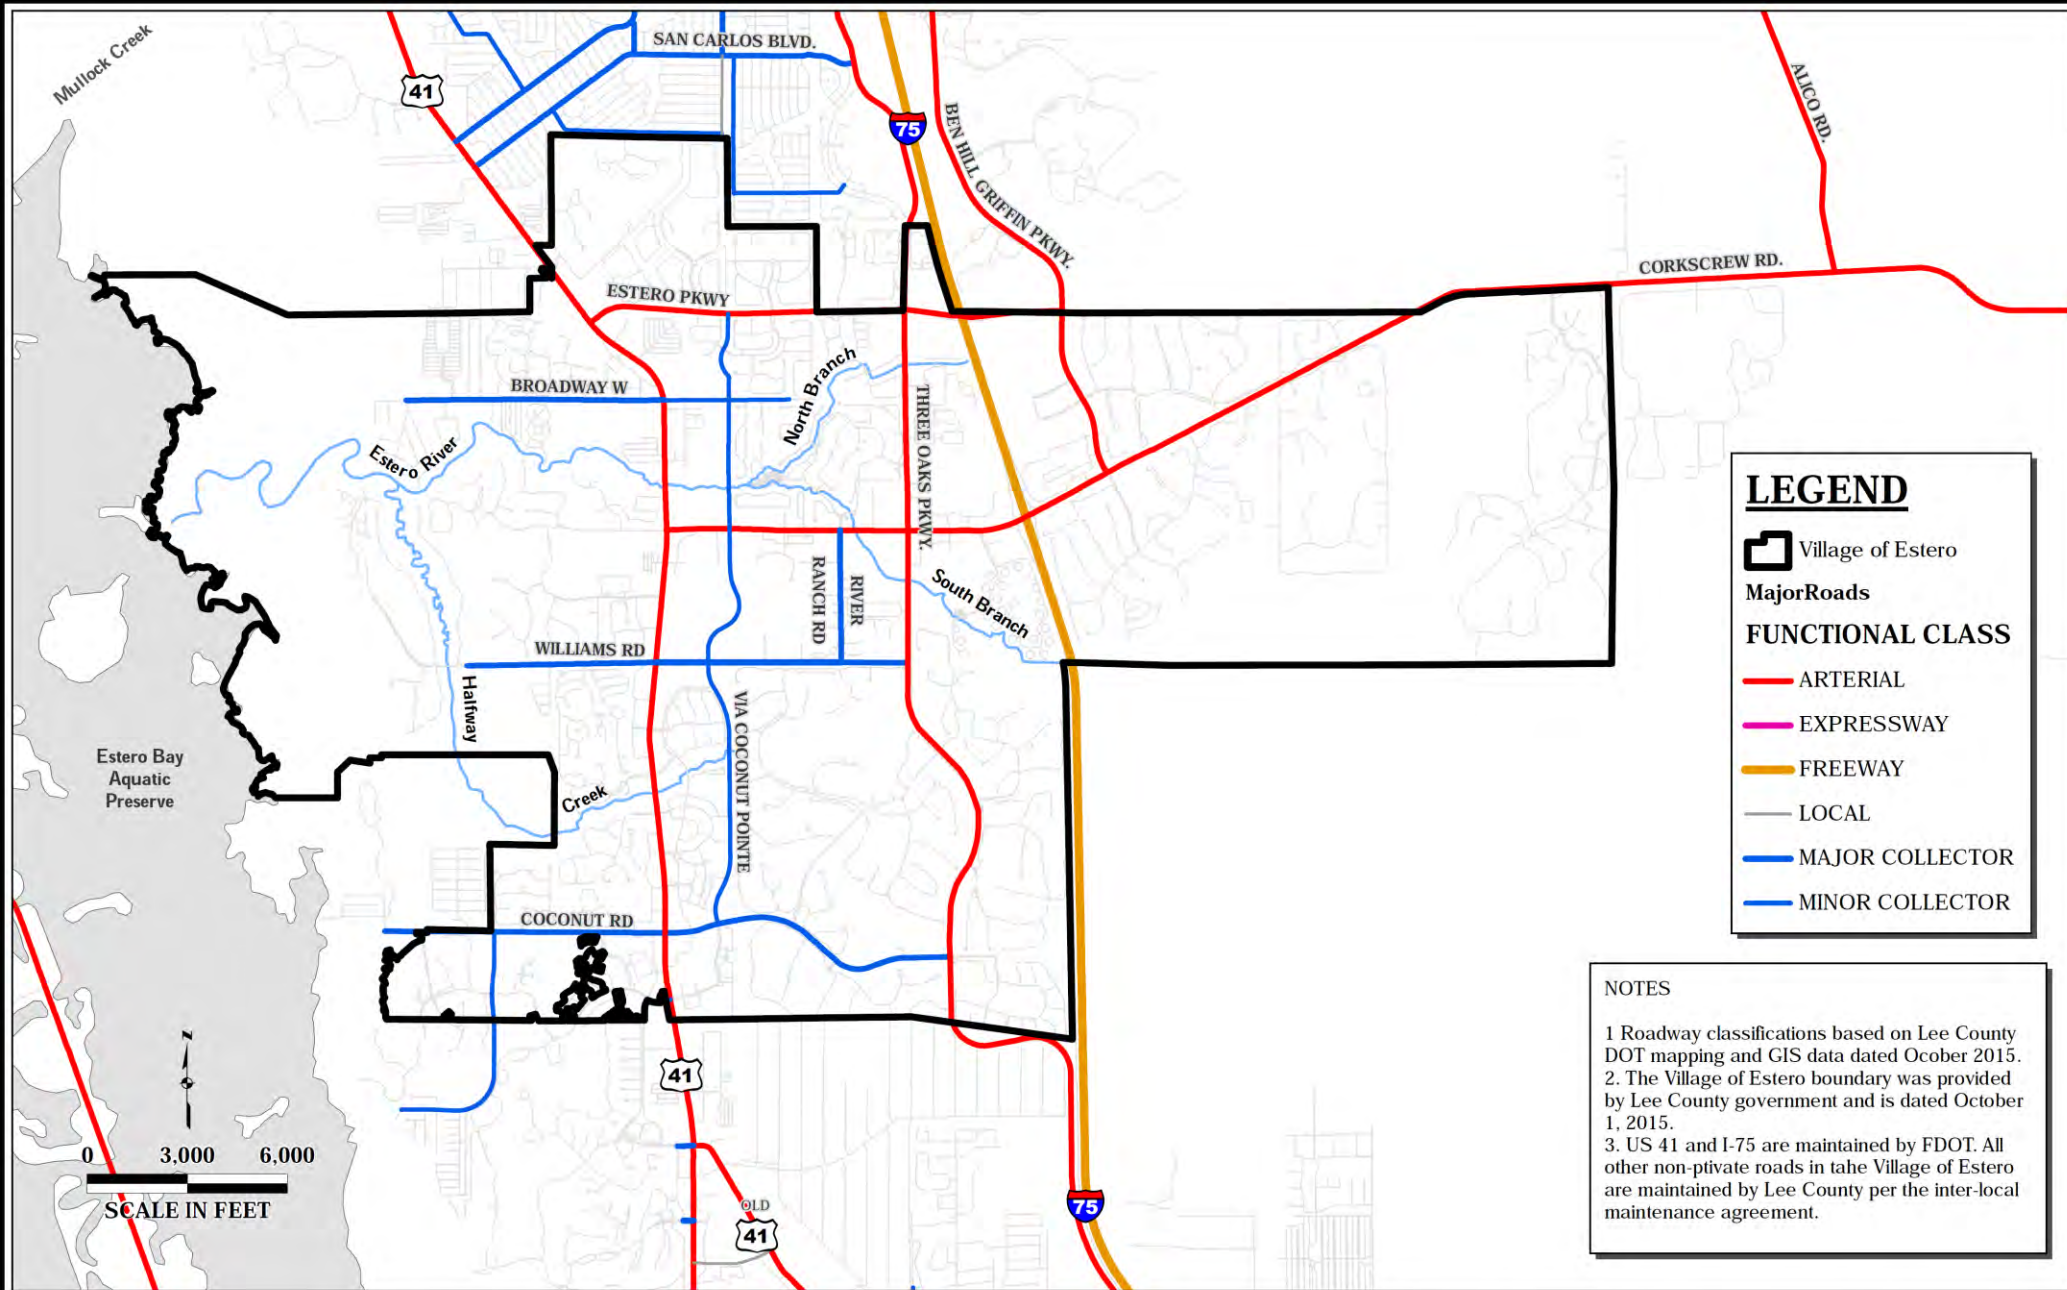 Mullock Creek
SAN CARLOS BLVD.
41
75
BEN HILL GRIFFIN PKWY.
ALICO RD.
CORKSCREW RD.
ESTERO PKWY
BROADWAY W
North Branch
Estero River
THREE OAKS PKWY.
RANCH RD
RIVER
South Branch
WILLIAMS RD
Halfway
Creek
VIA COCONUT POINTE
Estero Bay
Aquatic
Preserve
COCONUT RD
41
OLD
41
75
N
0 3,000 6,000
SCALE IN FEET
LEGEND
Village of Estero
MajorRoads
FUNCTIONAL CLASS
ARTERIAL
EXPRESSWAY
FREEWAY
LOCAL
MAJOR COLLECTOR
MINOR COLLECTOR
NOTES
1 Roadway classifications based on Lee County
DOT mapping and GIS data dated Ocober 2015.
2. The Village of Estero boundary was provided
by Lee County government and is dated October
1, 2015.
3. US 41 and I-75 are maintained by FDOT. All
other non-ptivate roads in tahe Village of Estero
are maintained by Lee County per the inter-local
maintenance agreement.